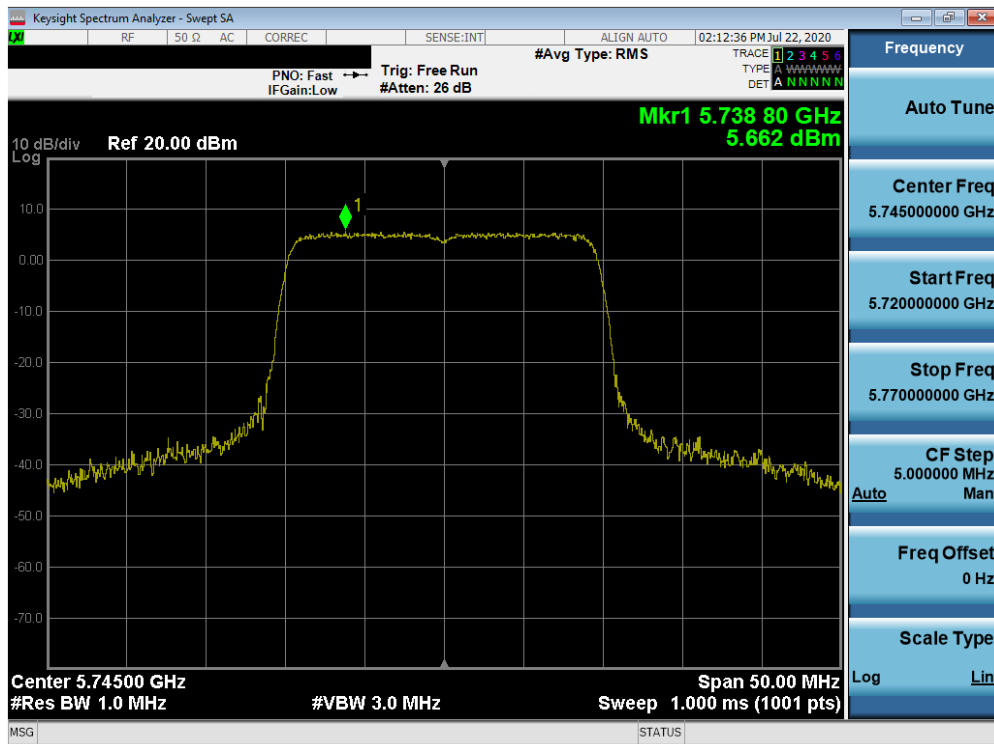 Keysight Spectrum Analyzer - Swept SA
LXI RF 50 Ω AC CORREC SENSE:INT ALIGN AUTO 02:12:36 PM Jul 22, 2020
Frequency
#Avg Type: RMS
TRACE 1 2 3 4 5 6
TYPE A WWWWW
DET A N N N N N
PNO: Fast
IFGain:Low
Trig: Free Run
#Atten: 26 dB
Auto Tune
Mkr1 5.738 80 GHz
5.662 dBm
10 dB/div
Log
Ref 20.00 dBm
1
10.0
0.00
-10.0
-20.0
-30.0
-40.0
-50.0
-60.0
-70.0
Center Freq
5.745000000 GHz
Start Freq
5.720000000 GHz
Stop Freq
5.770000000 GHz
CF Step
5.000000 MHz
Auto Man
Freq Offset
0 Hz
Scale Type
Log Lin
Center 5.74500 GHz
Span 50.00 MHz
#Res BW 1.0 MHz
#VBW 3.0 MHz
Sweep 1.000 ms (1001 pts)
MSG
STATUS